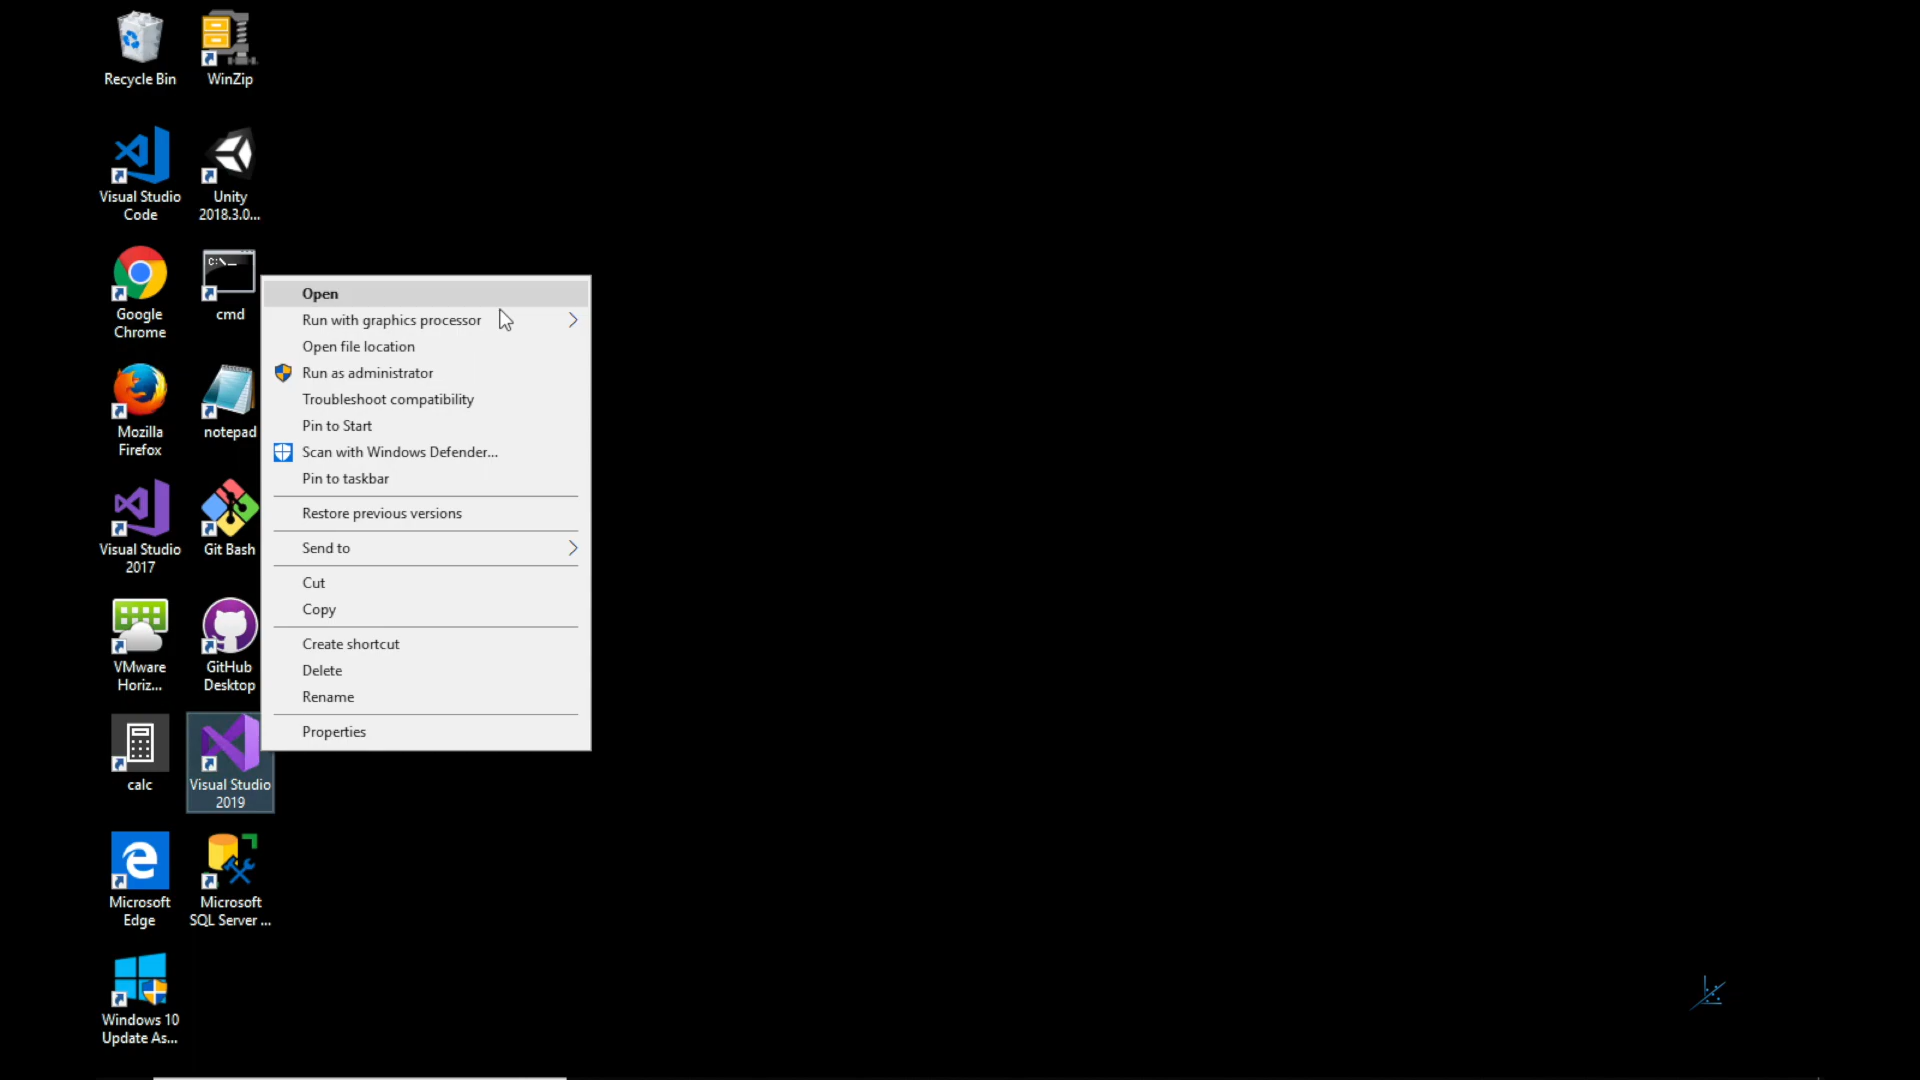 Recycle Bin
WinZip
Visual Studio
Code
Unity
2018.3.0...
Google
Chrome
C:\_
cmd
Mozilla
Firefox
notepad
Visual Studio
2017
Git Bash
VMware
Horiz...
GitHub
Desktop
calc
Visual Studio
2019
Microsoft
Edge
Microsoft
SQL Server ...
Windows 10
Update As...
Open
Run with graphics processor
Open file location
Run as administrator
Troubleshoot compatibility
Pin to Start
Scan with Windows Defender...
Pin to taskbar
Restore previous versions
Send to
Cut
Copy
Create shortcut
Delete
Rename
Properties